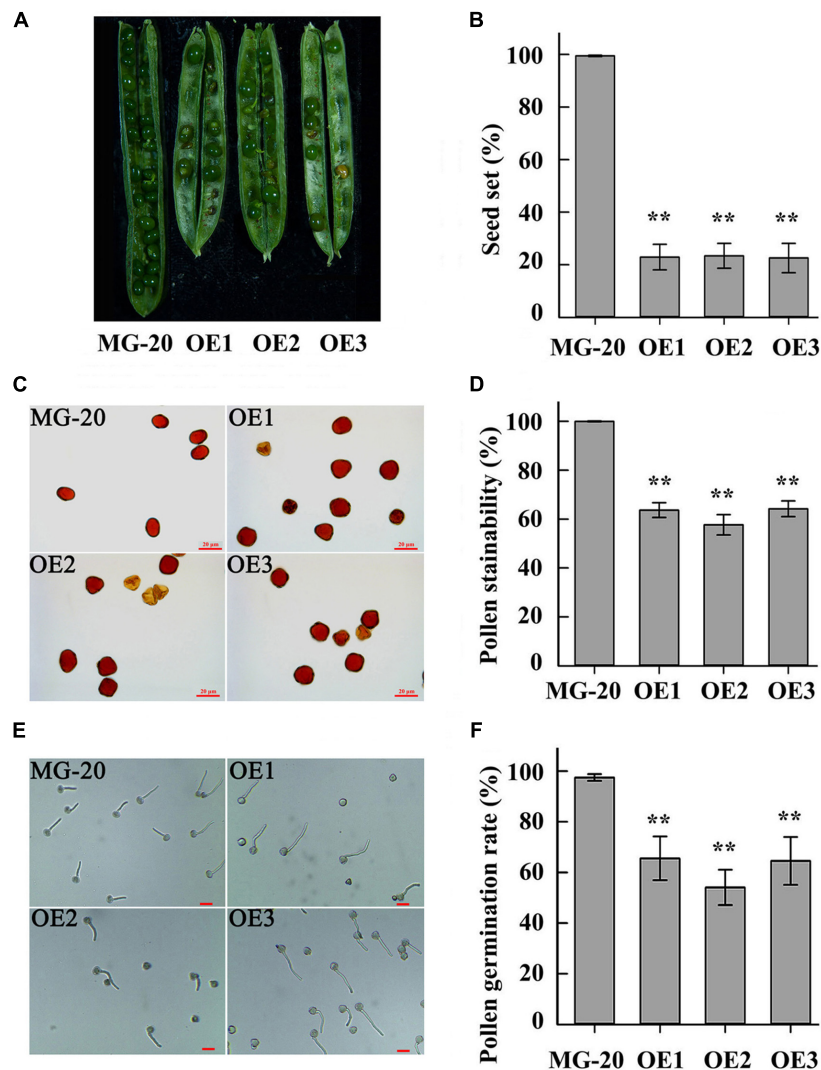 A
MG-20 OE1 OE2 OE3
B
Seed set (%)
100
80
60
40
20
0
** ** **
MG-20 OE1 OE2 OE3
C
MG-20
20 μm
OE1
20 μm
OE2
20 μm
OE3
20 μm
D
Pollen stainability (%)
100
80
60
40
20
0
** ** **
MG-20 OE1 OE2 OE3
E
MG-20
OE1
OE2
OE3
F
Pollen germination rate (%)
100
80
60
40
20
0
** ** **
MG-20 OE1 OE2 OE3